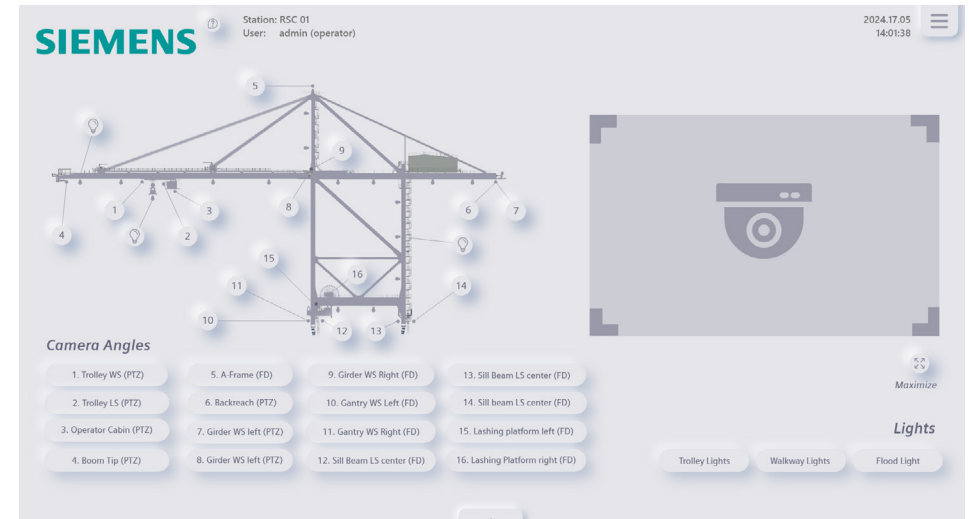 SIEMENS
Station: RSC 01
User: admin (operator)
2024.17.05
14:01:38
5
9
1
3
8
6
7
4
2
15
16
11
14
10
12
13
Camera Angles
1. Trolley WS (PTZ)
5. A-Frame (FD)
9. Girder WS Right (FD)
13. Sill Beam LS center (FD)
2. Trolley LS (PTZ)
6. Backreach (PTZ)
10. Gantry WS Left (FD)
14. Sill beam LS center (FD)
3. Operator Cabin (PTZ)
7. Girder WS left (PTZ)
11. Gantry WS Right (FD)
15. Lashing platform left (FD)
4. Boom Tip (PTZ)
8. Girder WS left (PTZ)
12. Sill Beam LS center (FD)
16. Lashing Platform right (FD)
Maximize
Lights
Trolley Lights
Walkway Lights
Flood Light